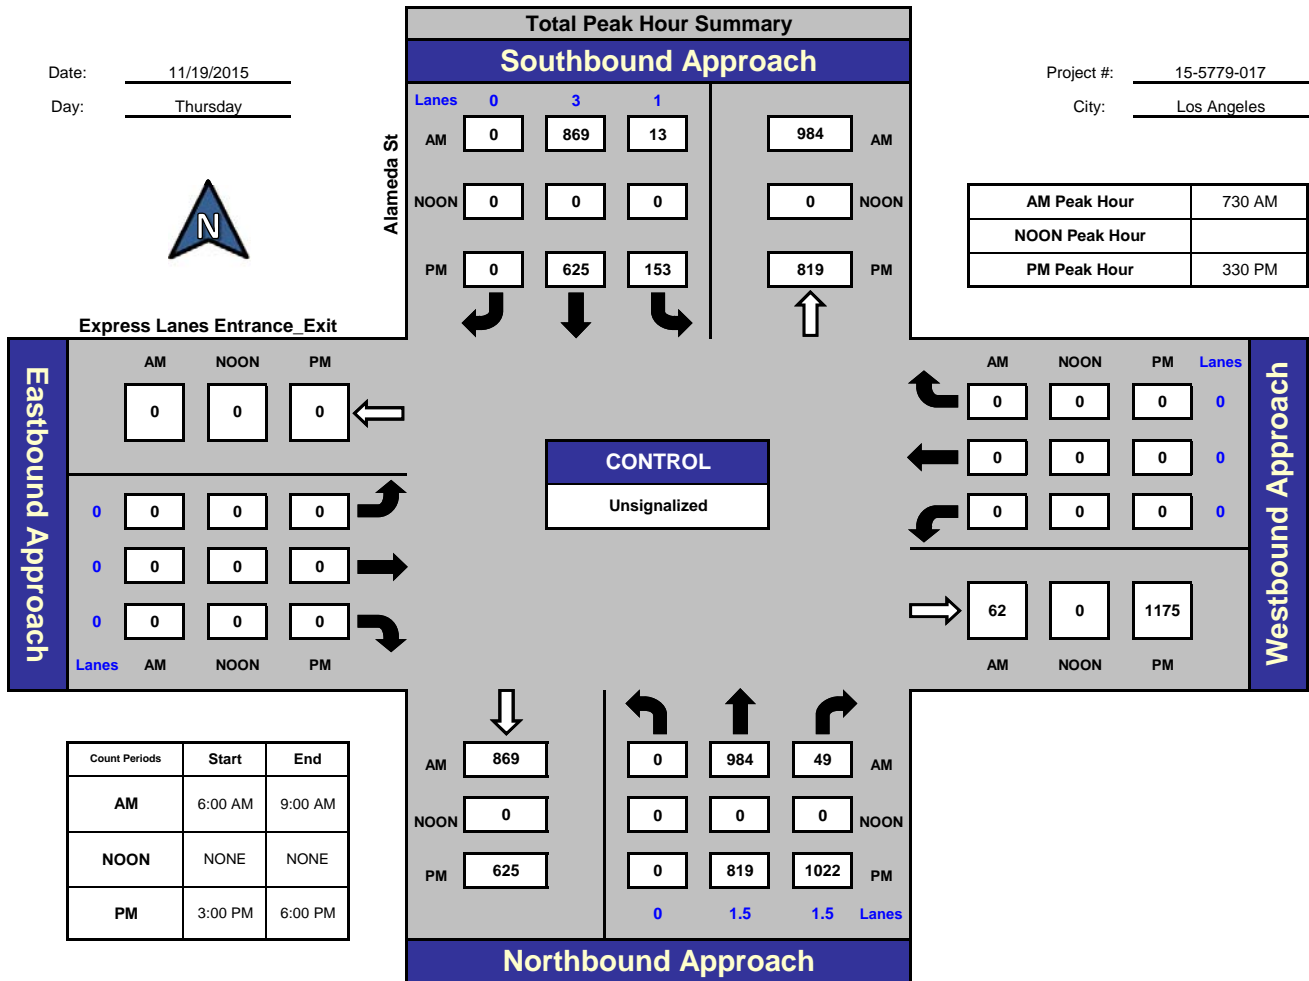 Total Peak Hour Summary
Southbound Approach
Date: 11/19/2015
Day: Thursday
Project #: 15-5779-017
City: Los Angeles
N
Alameda St
Lanes 0 3 1
AM 0 869 13 984 AM
NOON 0 0 0 0 NOON
PM 0 625 153 819 PM
AM Peak Hour 730 AM
NOON Peak Hour
PM Peak Hour 330 PM
Express Lanes Entrance_Exit
Eastbound Approach
AM NOON PM
0 0 0
0 0 0 0
0 0 0 0
0 0 0 0
Lanes AM NOON PM
CONTROL
Unsignalized
AM NOON PM Lanes
0 0 0 0
0 0 0 0
0 0 0 0
62 0 1175
AM NOON PM
Westbound Approach
Count Periods Start End
AM 6:00 AM 9:00 AM
NOON NONE NONE
PM 3:00 PM 6:00 PM
AM 869 0 984 49 AM
NOON 0 0 0 0 NOON
PM 625 0 819 1022 PM
0 1.5 1.5 Lanes
Northbound Approach